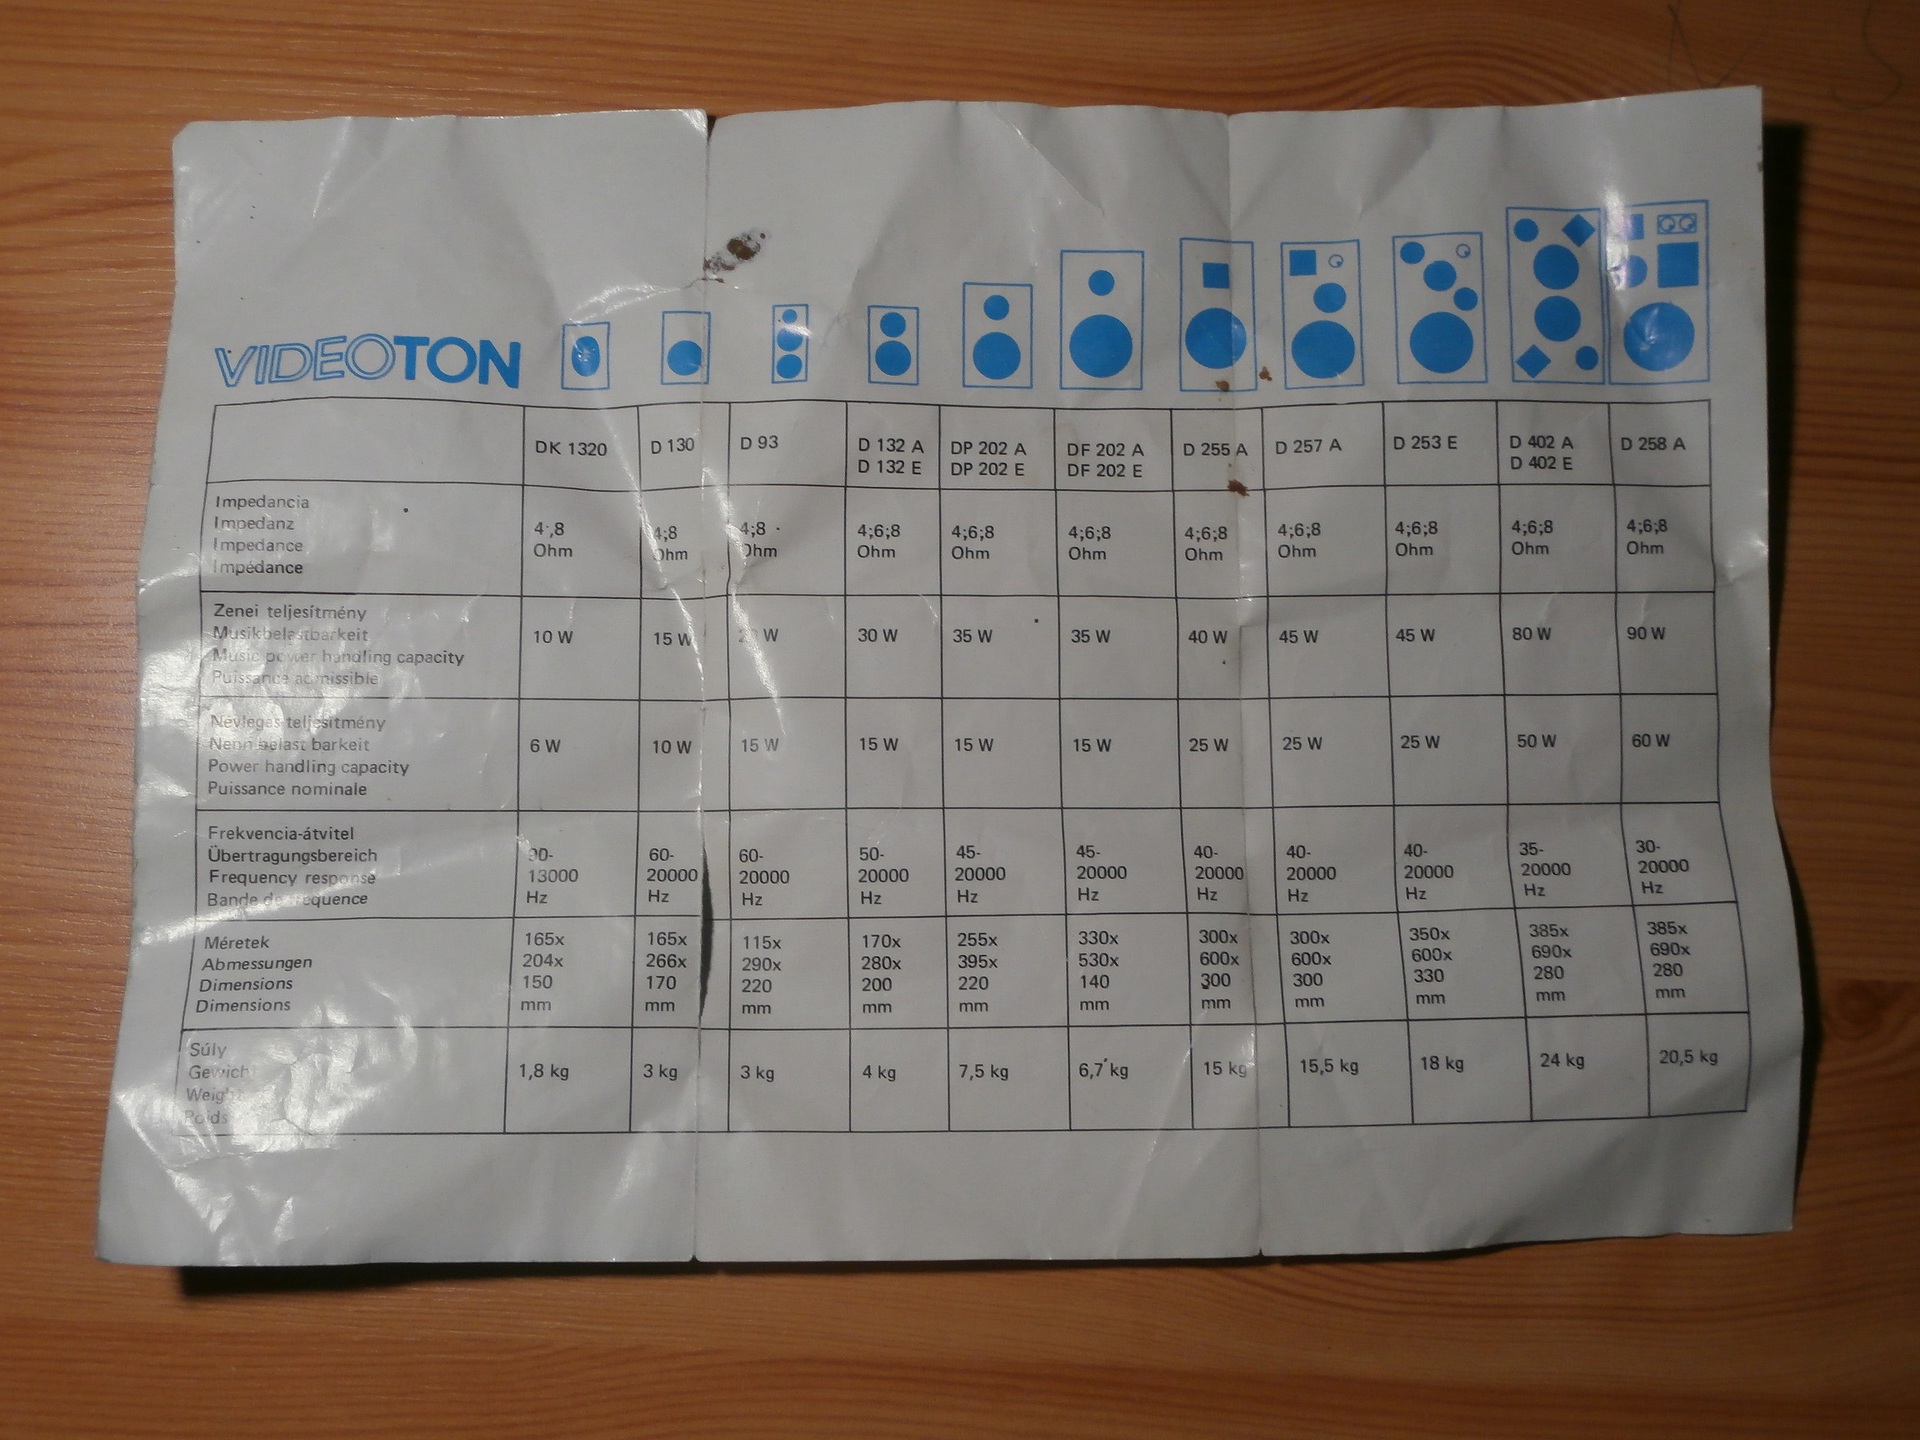 VIDEOTON
DK 1320 D 130 D 93 D 132 A DP 202 A DF 202 A D 255 A D 257 A D 253 E D 402 A D 258 A
D 132 E DP 202 E DF 202 E D 402 E
Impedancia
Impedanz 4;8 4;8 4;8 4;6;8 4;6;8 4;6;8 4;6;8 4;6;8 4;6;8 4;6;8 4;6;8
Impedance Ohm Ohm Ohm Ohm Ohm Ohm Ohm Ohm Ohm Ohm Ohm
Impédance
Zenei teljesítmény
Musikbelastbarkeit 10 W 15 W W 30 W 35 W 35 W 40 W 45 W 45 W 80 W 90 W
Music power handling capacity
Puissance admissible
Névleges teljesitmény
Nenn belast barkeit 6 W 10 W 15 W 15 W 15 W 15 W 25 W 25 W 25 W 50 W 60 W
Power handling capacity
Puissance nominale
Frekvencia-átvitel
Übertragungsbereich 60- 60- 50- 45- 45- 40- 40- 40- 35- 30-
Frequency response 13000 20000 20000 20000 20000 20000 20000 20000 20000 20000 20000
Bande de Hz Hz Hz Hz Hz Hz Hz Hz Hz Hz Hz
Méretek 165x 165x 115x 170x 255x 330x 300x 300x 350x 385x 385x
Abmessungen 204x 266x 290x 280x 395x 530x 600x 600x 600x 690x 690x
Dimensions 150 170 220 200 220 140 300 300 330 280 280
Dimensions mm mm mm mm mm mm mm mm mm mm mm
Súly
Gewicht 1,8 kg 3 kg 3 kg 4 kg 7,5 kg 6,7 kg 15 kg 15,5 kg 18 kg 24 kg 20,5 kg
Weight
Poids